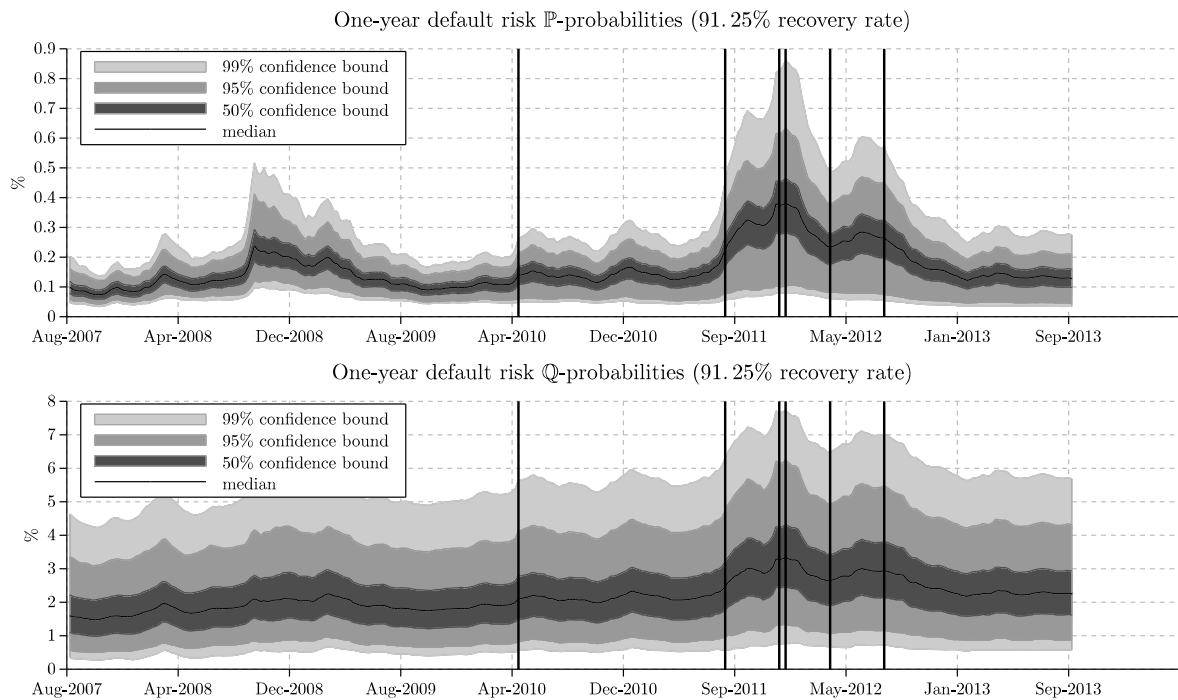 One-year default risk ℙ-probabilities (91.25% recovery rate)
0.9
0.8
0.7
0.6
0.5
0.4
0.3
0.2
0.1
0
%
99% confidence bound
95% confidence bound
50% confidence bound
median
Aug-2007 Apr-2008 Dec-2008 Aug-2009 Apr-2010 Dec-2010 Sep-2011 May-2012 Jan-2013 Sep-2013
One-year default risk ℚ-probabilities (91.25% recovery rate)
8
7
6
5
4
3
2
1
0
%
99% confidence bound
95% confidence bound
50% confidence bound
median
Aug-2007 Apr-2008 Dec-2008 Aug-2009 Apr-2010 Dec-2010 Sep-2011 May-2012 Jan-2013 Sep-2013